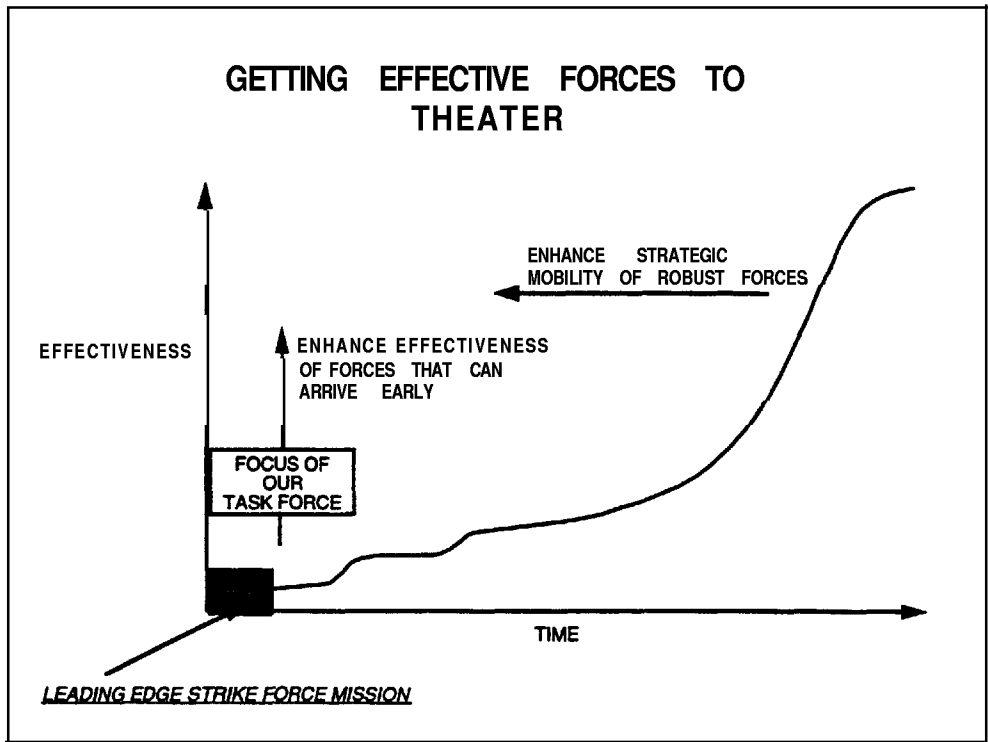 GETTING EFFECTIVE FORCES TO
THEATER
ENHANCE STRATEGIC
MOBILITY OF ROBUST FORCES
EFFECTIVENESS
ENHANCE EFFECTIVENESS
OF FORCES THAT CAN
ARRIVE EARLY
FOCUS OF
OUR
TASK FORCE
TIME
LEADING EDGE STRIKE FORCE MISSION